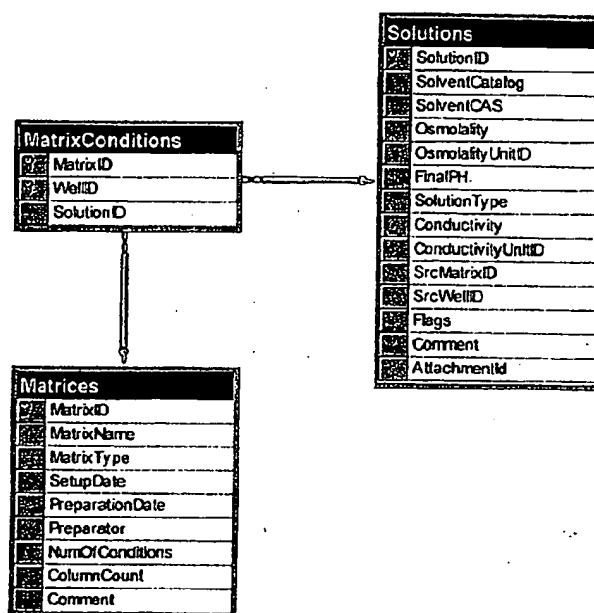 Solutions
SolutionID
SolventCatalog
SolventCAS
Osmolality
OsmolalityUnitID
FinalPH.
SolutionType
Conductivity
ConductivityUnitID
SrcMatrixID
SrcWellID
Flags
Comment
AttachmentId
MatrixConditions
MatrixID
WellID
SolutionID
Matrices
MatrixID
MatrixName
MatrixType
SetupDate
PreparationDate
Preparator
NumOfConditions
ColumnCount
Comment